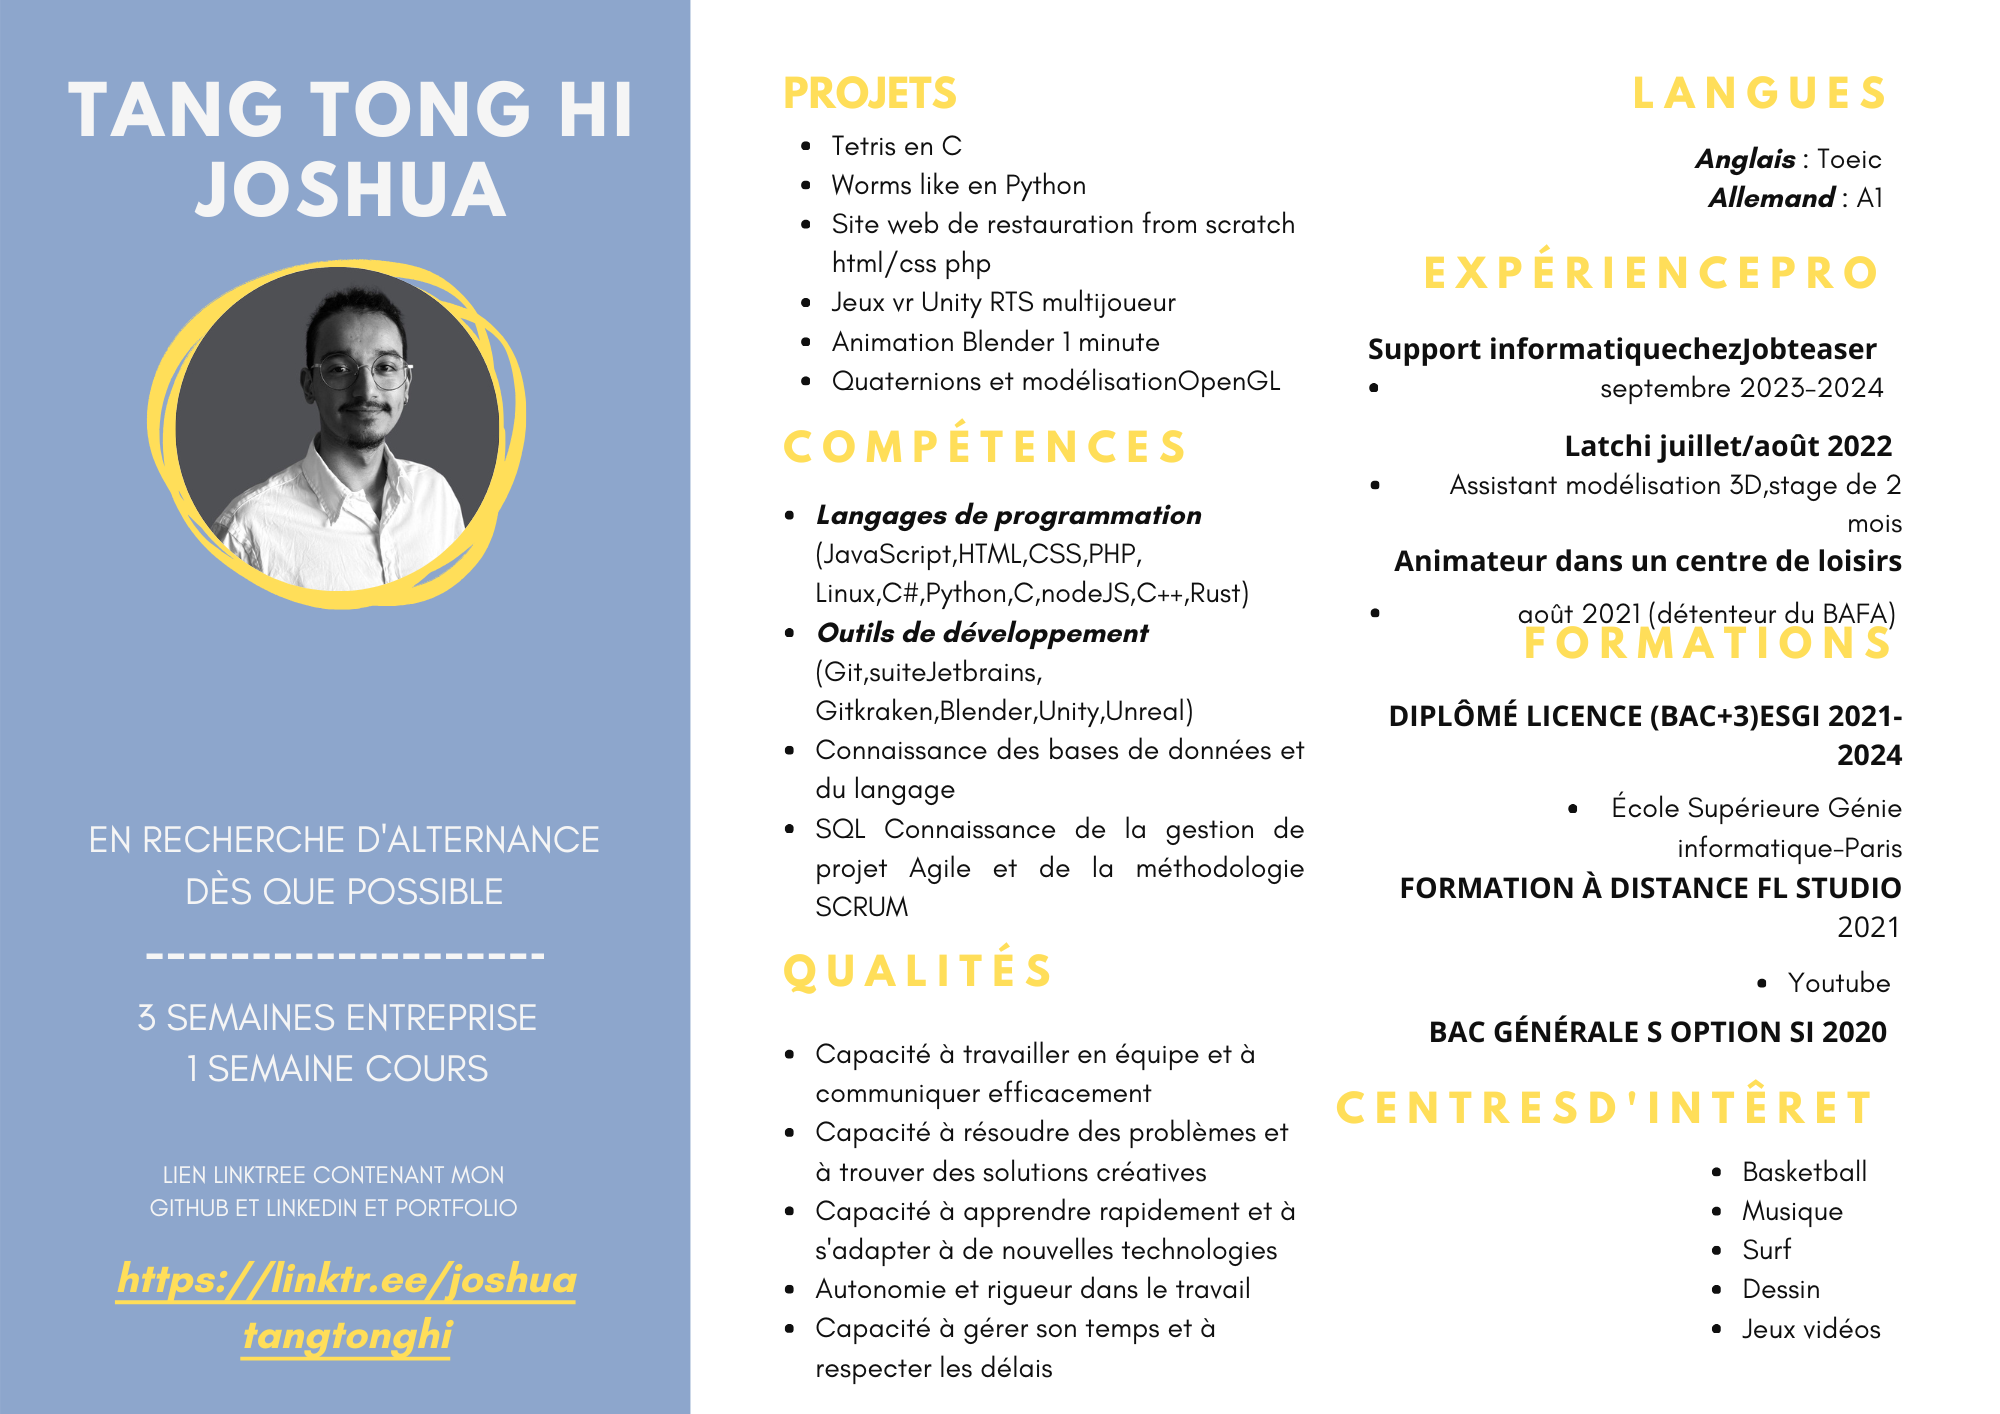 TANG TONG HI
JOSHUA
EN RECHERCHE D'ALTERNANCE
DÈS QUE POSSIBLE
-------------------
3 SEMAINES ENTREPRISE
1 SEMAINE COURS
LIEN LINKTREE CONTENANT MON
GITHUB ET LINKEDIN ET PORTFOLIO
https://linktr.ee/joshua
tangtonghi
PROJETS
• Tetris en C
• Worms like en Python
• Site web de restauration from scratch
html/css php
• Jeux vr Unity RTS multijoueur
• Animation Blender 1 minute
• Quaternions et modélisationOpenGL
COMPÉTENCES
• Langages de programmation
(JavaScript,HTML,CSS,PHP,
Linux,C#,Python,C,nodeJS,C++,Rust)
• Outils de développement
(Git,suiteJetbrains,
Gitkraken,Blender,Unity,Unreal)
• Connaissance des bases de données et
du langage
• SQL Connaissance de la gestion de
projet Agile et de la méthodologie
SCRUM
QUALITÉS
• Capacité à travailler en équipe et à
communiquer efficacement
• Capacité à résoudre des problèmes et
à trouver des solutions créatives
• Capacité à apprendre rapidement et à
s'adapter à de nouvelles technologies
• Autonomie et rigueur dans le travail
• Capacité à gérer son temps et à
respecter les délais
LANGUES
Anglais : Toeic
Allemand : A1
EXPÉRIENCEPRO
Support informatiquechezJobteaser
• septembre 2023-2024
Latchi juillet/août 2022
• Assistant modélisation 3D,stage de 2
mois
Animateur dans un centre de loisirs
• août 2021 (détenteur du BAFA)
FORMATIONS
DIPLÔMÉ LICENCE (BAC+3)ESGI 2021-
2024
• École Supérieure Génie
informatique-Paris
FORMATION À DISTANCE FL STUDIO
2021
• Youtube
BAC GÉNÉRALE S OPTION SI 2020
CENTRESD'INTÊRET
• Basketball
• Musique
• Surf
• Dessin
• Jeux vidéos